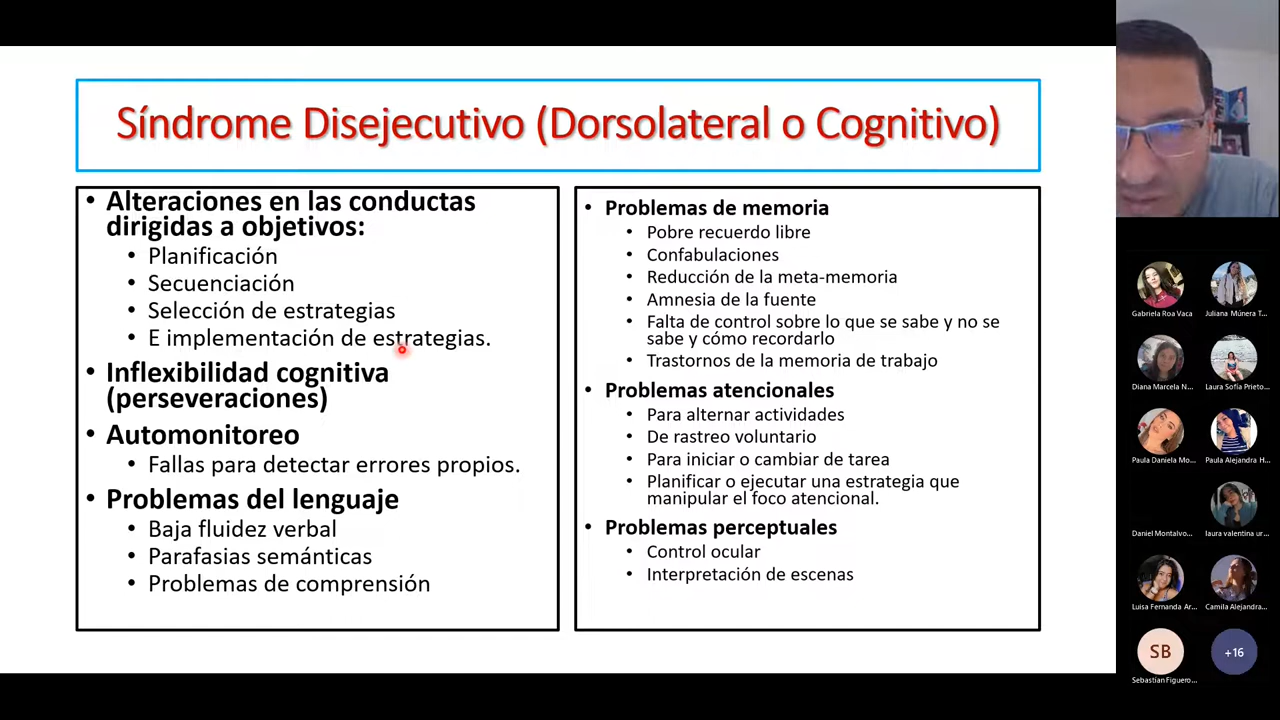 Síndrome Disejecutivo (Dorsolateral o Cognitivo)
• Alteraciones en las conductas
dirigidas a objetivos:
• Planificación
• Secuenciación
• Selección de estrategias
• E implementación de estrategias.
• Inflexibilidad cognitiva
(perseveraciones)
• Automonitoreo
• Fallas para detectar errores propios.
• Problemas del lenguaje
• Baja fluidez verbal
• Parafasias semánticas
• Problemas de comprensión
• Problemas de memoria
• Pobre recuerdo libre
• Confabulaciones
• Reducción de la meta-memoria
• Amnesia de la fuente
• Falta de control sobre lo que se sabe y no se
sabe y cómo recordarlo
• Trastornos de la memoria de trabajo
• Problemas atencionales
• Para alternar actividades
• De rastreo voluntario
• Para iniciar o cambiar de tarea
• Planificar o ejecutar una estrategia que
manipular el foco atencional.
• Problemas perceptuales
• Control ocular
• Interpretación de escenas
Gabriela Roa Vaca
Juliana Múnera T...
Diana Marcela N...
Laura Sofía Prieto...
Paula Daniela Mo...
Paula Alejandra H...
Daniel Montalvo...
laura valentina ur...
Luisa Fernanda Ar...
Camila Alejandra...
SB
+16
Sebastian Figuero...